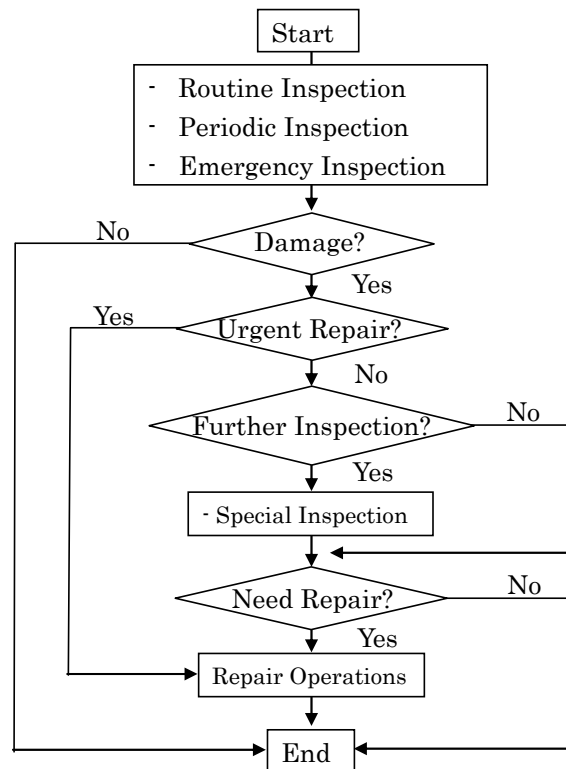 Start
- Routine Inspection
- Periodic Inspection
- Emergency Inspection
No
Damage?
Yes
Yes
Urgent Repair?
No
Further Inspection?
No
Yes
- Special Inspection
Need Repair?
No
Yes
Repair Operations
End